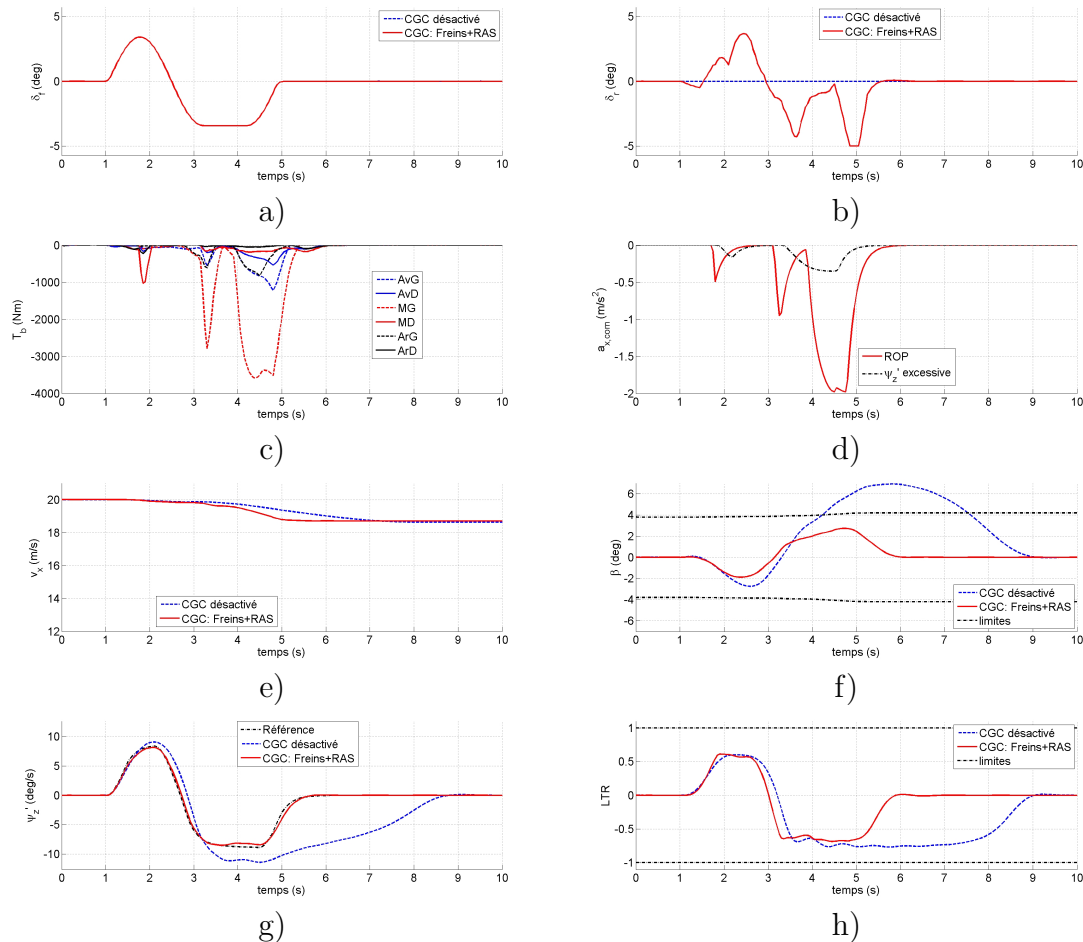 5
0
-5
δf (deg)
CGC désactivé
CGC: Freins+RAS
0 1 2 3 4 5 6 7 8 9 10
temps (s)
a)
5
0
-5
δr (deg)
CGC désactivé
CGC: Freins+RAS
0 1 2 3 4 5 6 7 8 9 10
temps (s)
b)
0
-1000
-2000
-3000
-4000
Tb (Nm)
AvG
AvD
MG
MD
ArG
ArD
0 1 2 3 4 5 6 7 8 9 10
temps (s)
c)
0
-0.5
-1
-1.5
-2
ax,com (m/s²)
ROP
ψz' excessive
0 1 2 3 4 5 6 7 8 9 10
temps (s)
d)
20
18
16
14
12
vx (m/s)
CGC désactivé
CGC: Freins+RAS
0 1 2 3 4 5 6 7 8 9 10
temps (s)
e)
6
4
2
0
-2
-4
-6
β (deg)
CGC désactivé
CGC: Freins+RAS
limites
0 1 2 3 4 5 6 7 8 9 10
temps (s)
f)
10
5
0
-5
-10
ψz' (deg/s)
Référence
CGC désactivé
CGC: Freins+RAS
0 1 2 3 4 5 6 7 8 9 10
temps (s)
g)
1
0.5
0
-0.5
-1
LTR
CGC désactivé
CGC: Freins+RAS
limites
0 1 2 3 4 5 6 7 8 9 10
temps (s)
h)